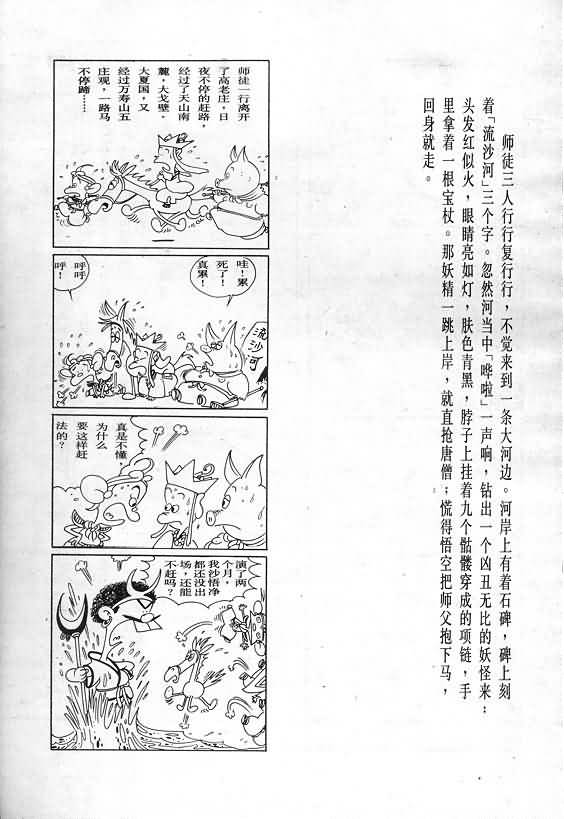 师徒三人行行复行行，不觉来到一条大河边。河岸上有着石碑，碑上刻
着「流沙河」三个字。忽然河当中「哗啦」一声响，钻出一个凶丑无比的妖怪来；
头发红似火，眼睛亮如灯，肤色青黑，脖子上挂着九个骷髅穿成的项链，手
里拿着一根宝杖。那妖精一跳上岸，就直抢唐僧；慌得悟空把师父抱下马，
回身就走。
师徒一行离开
了高老庄，日
夜不停的赶路，
经过了天山南
麓，大戈壁，
大夏国，又
经过万寿山五
庄观，一路马
不停蹄……
流沙河
哇！累
死了！
真累！
呼呼
呼！
真是不懂，
为什么
要这样赶
法的？
演了两
个月，
我沙悟净
都还没出
场，还能
不赶吗？